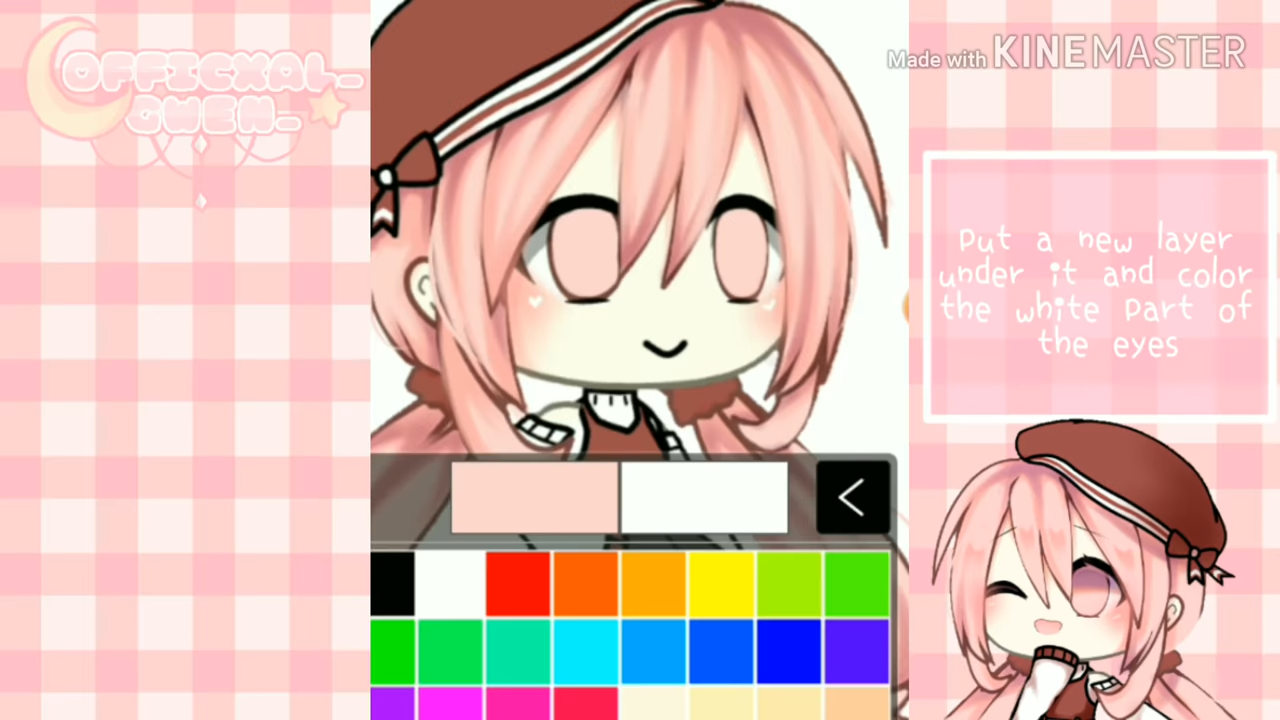 OFFICXAL-
GWEN-
Made with KINEMASTER
Put a new layer
under it and color
the white part of
the eyes